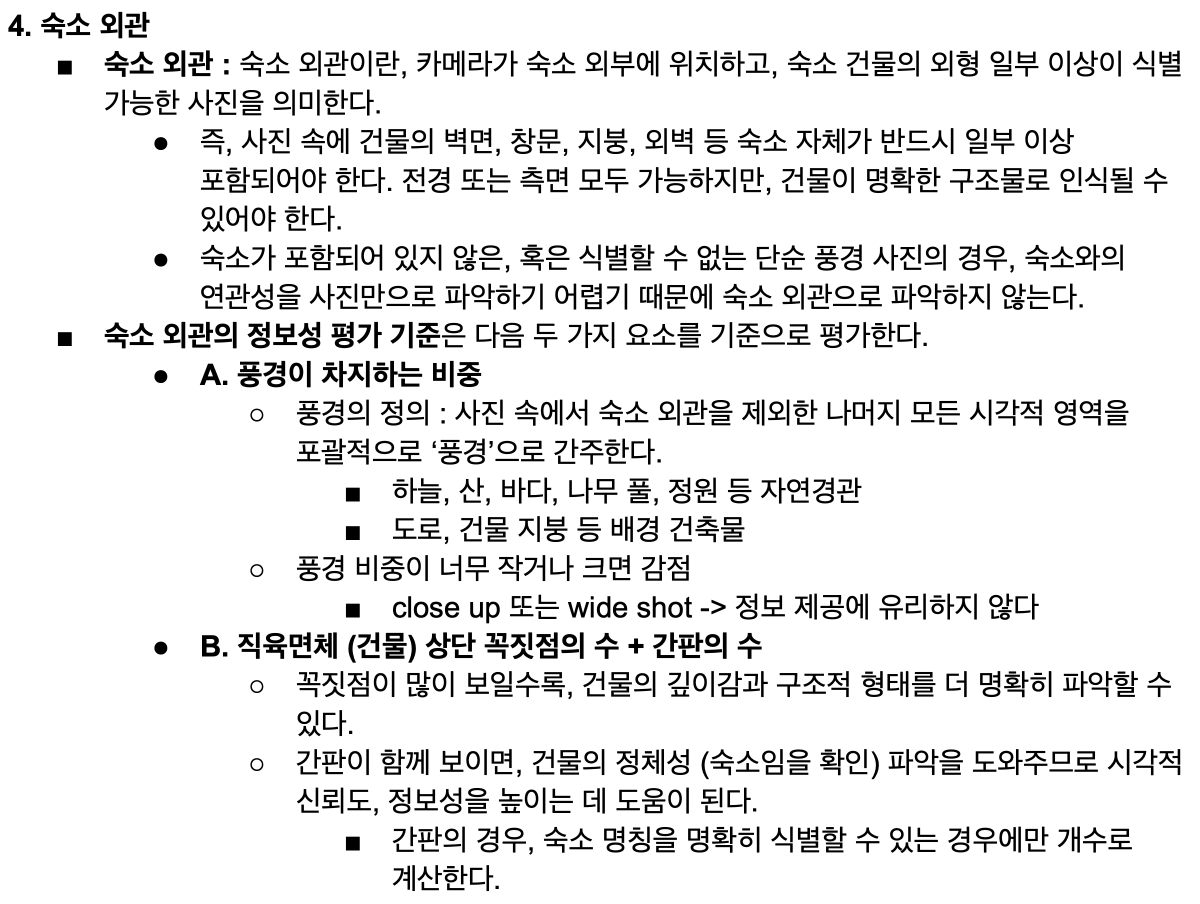 4. 숙소 외관
■ 숙소 외관 : 숙소 외관이란, 카메라가 숙소 외부에 위치하고, 숙소 건물의 외형 일부 이상이 식별
가능한 사진을 의미한다.
● 즉, 사진 속에 건물의 벽면, 창문, 지붕, 외벽 등 숙소 자체가 반드시 일부 이상
포함되어야 한다. 전경 또는 측면 모두 가능하지만, 건물이 명확한 구조물로 인식될 수
있어야 한다.
● 숙소가 포함되어 있지 않은, 혹은 식별할 수 없는 단순 풍경 사진의 경우, 숙소와의
연관성을 사진만으로 파악하기 어렵기 때문에 숙소 외관으로 파악하지 않는다.
■ 숙소 외관의 정보성 평가 기준은 다음 두 가지 요소를 기준으로 평가한다.
● A. 풍경이 차지하는 비중
○ 풍경의 정의 : 사진 속에서 숙소 외관을 제외한 나머지 모든 시각적 영역을
포괄적으로 ‘풍경’으로 간주한다.
■ 하늘, 산, 바다, 나무 풀, 정원 등 자연경관
■ 도로, 건물 지붕 등 배경 건축물
○ 풍경 비중이 너무 작거나 크면 감점
■ close up 또는 wide shot -> 정보 제공에 유리하지 않다
● B. 직육면체 (건물) 상단 꼭짓점의 수 + 간판의 수
○ 꼭짓점이 많이 보일수록, 건물의 깊이감과 구조적 형태를 더 명확히 파악할 수
있다.
○ 간판이 함께 보이면, 건물의 정체성 (숙소임을 확인) 파악을 도와주므로 시각적
신뢰도, 정보성을 높이는 데 도움이 된다.
■ 간판의 경우, 숙소 명칭을 명확히 식별할 수 있는 경우에만 개수로
계산한다.